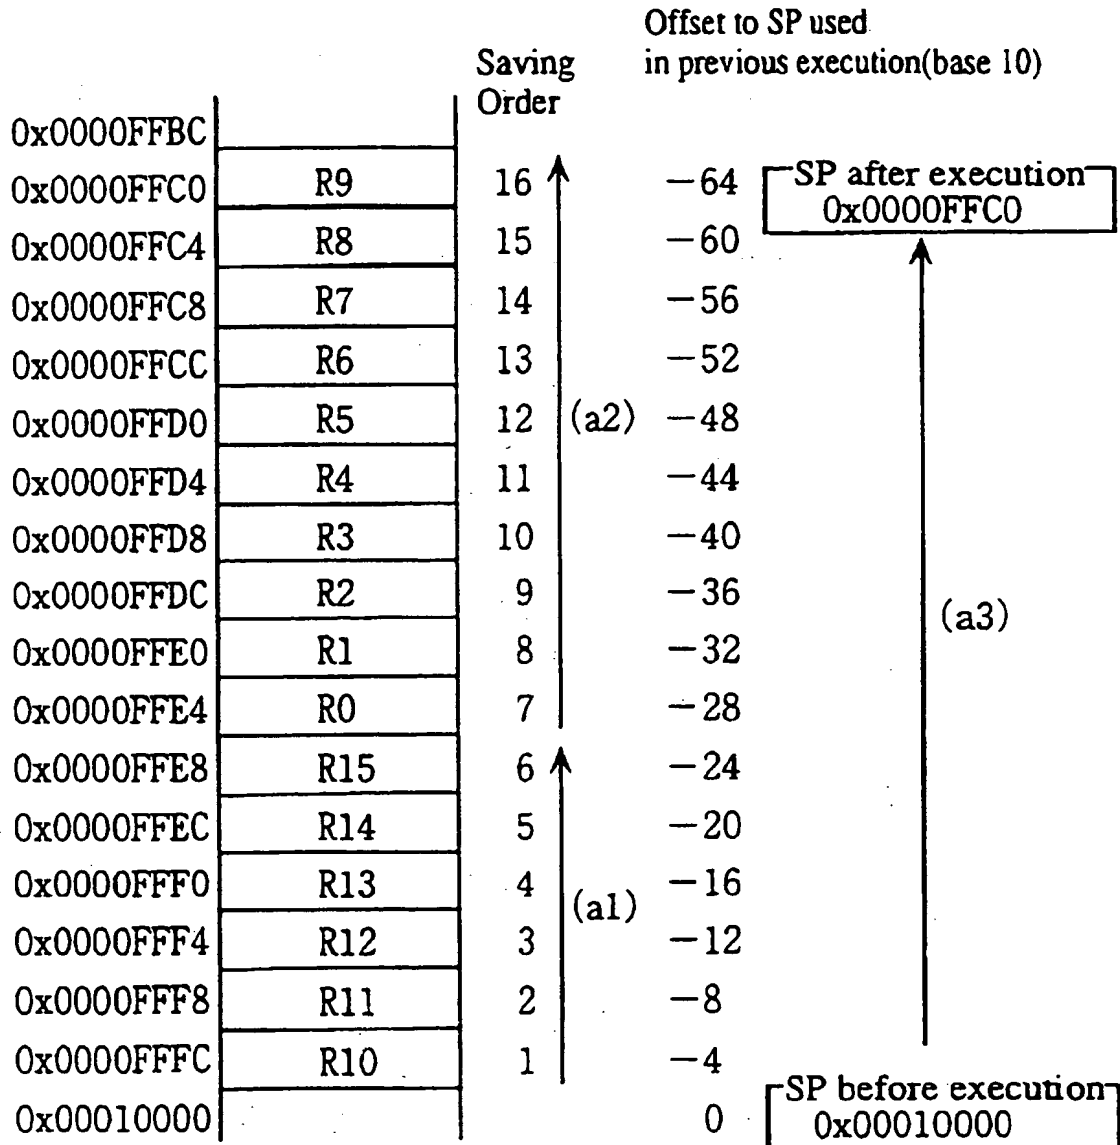 Offset to SP used
Saving in previous execution(base 10)
Order
0x0000FFBC
0x0000FFC0 R9 16 −64 SP after execution
0x0000FFC0
0x0000FFC4 R8 15 −60
0x0000FFC8 R7 14 −56
0x0000FFCC R6 13 −52
0x0000FFD0 R5 12 (a2) −48
0x0000FFD4 R4 11 −44
0x0000FFD8 R3 10 −40
0x0000FFDC R2 9 −36
(a3)
0x0000FFE0 R1 8 −32
0x0000FFE4 R0 7 −28
0x0000FFE8 R15 6 −24
0x0000FFEC R14 5 −20
0x0000FFF0 R13 4 −16
(a1)
0x0000FFF4 R12 3 −12
0x0000FFF8 R11 2 −8
0x0000FFFC R10 1 −4
SP before execution
0x00010000 0 0x00010000